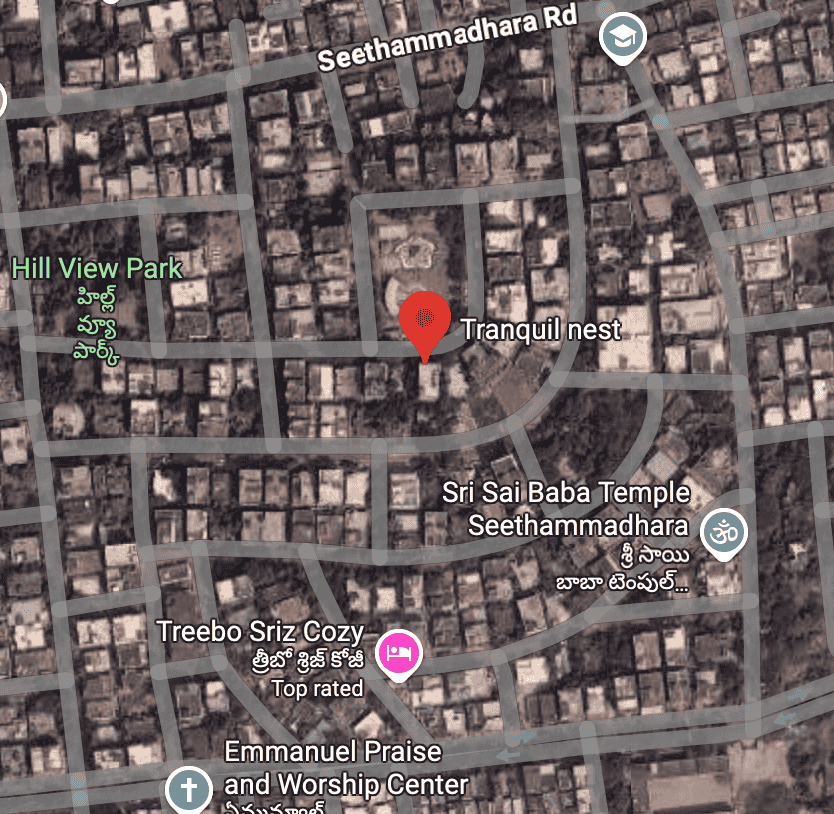 Seethammadhara Rd
Hill View Park
హిల్ల్
వ్యూ
పార్క్
Tranquil nest
Sri Sai Baba Temple
Seethammadhara
శ్రీ సాయి
బాబా టెంపుల్...
Treebo Sriz Cozy
త్రీబో శ్రిజ్ కోజీ
Top rated
Emmanuel Praise
and Worship Center